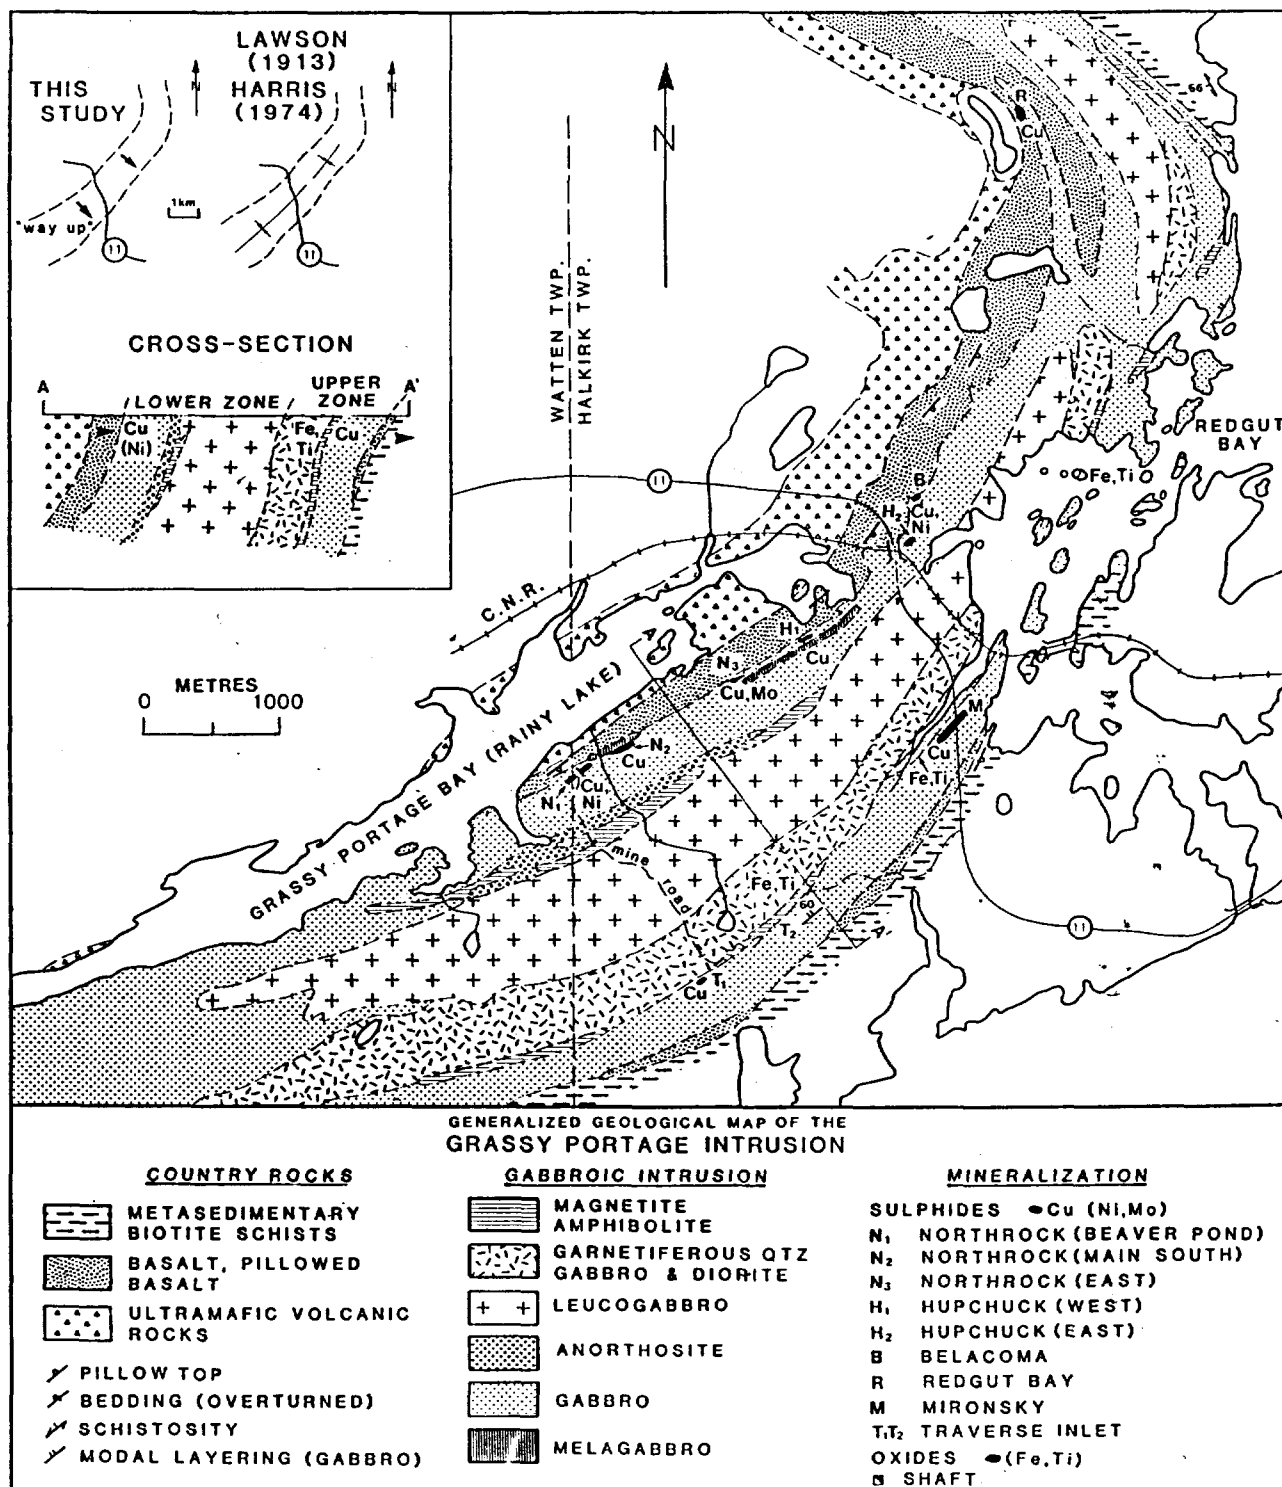 LAWSON
(1913)
HARRIS
(1974)
THIS
STUDY
N
N
"way up"
1km
11
11
CROSS-SECTION
A
LOWER ZONE
UPPER
ZONE
A'
Cu
(Ni)
Fe,
Ti
Cu
N
WATTEN TWP.
HALKIRK TWP.
R
Cu
66
REDGUT
BAY
Fe,Ti
11
B
H₂
Cu,
Ni
C.N.R.
A
H₁
Cu
N₃
Cu,Mo
METRES
0 1000
GRASSY PORTAGE BAY (RAINY LAKE)
N₂
Cu
N₁
Cu,
Ni
M
Cu
Fe,Ti
mine road
Fe,Ti
60
T₂
A'
T₁
Cu
11
GENERALIZED GEOLOGICAL MAP OF THE
GRASSY PORTAGE INTRUSION
COUNTRY ROCKS
METASEDIMENTARY
BIOTITE SCHISTS
BASALT, PILLOWED
BASALT
ULTRAMAFIC VOLCANIC
ROCKS
PILLOW TOP
BEDDING (OVERTURNED)
SCHISTOSITY
MODAL LAYERING (GABBRO)
GABBROIC INTRUSION
MAGNETITE
AMPHIBOLITE
GARNETIFEROUS QTZ
GABBRO & DIORITE
LEUCOGABBRO
ANORTHOSITE
GABBRO
MELAGABBRO
MINERALIZATION
SULPHIDES Cu (Ni,Mo)
N₁ NORTHROCK (BEAVER POND)
N₂ NORTHROCK (MAIN SOUTH)
N₃ NORTHROCK (EAST)
H₁ HUPCHUCK (WEST)
H₂ HUPCHUCK (EAST)
B BELACOMA
R REDGUT BAY
M MIRONSKY
T₁T₂ TRAVERSE INLET
OXIDES (Fe,Ti)
SHAFT